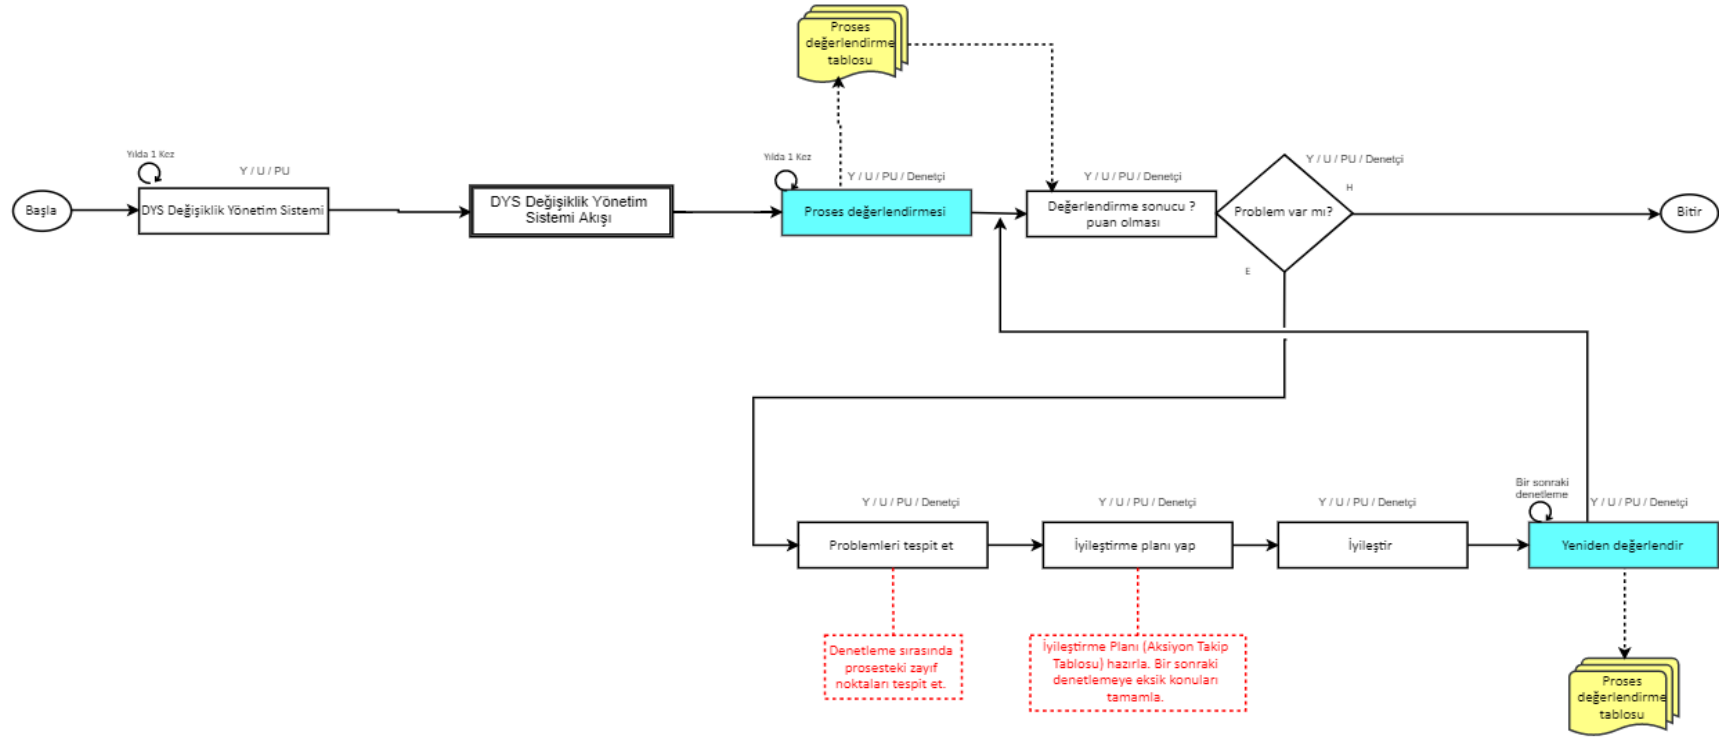 Proses
değerlendirme
tablosu
Yılda 1 Kez
Y / U / PU
Yılda 1 Kez
Y / U / PU / Denetçi
Y / U / PU / Denetçi
Y / U / PU / Denetçi
H
Başla
DYS Değişiklik Yönetim Sistemi
DYS Değişiklik Yönetim
Sistemi Akışı
Proses değerlendirmesi
Değerlendirme sonucu ?
puan olması
Problem var mı?
Bitir
E
Y / U / PU / Denetçi
Y / U / PU / Denetçi
Y / U / PU / Denetçi
Bir sonraki
denetleme
Y / U / PU / Denetçi
Problemleri tespit et
İyileştirme planı yap
İyileştir
Yeniden değerlendir
Denetleme sırasında
prosesteki zayıf
noktaları tespit et.
İyileştirme Planı (Aksiyon Takip
Tablosu) hazırla. Bir sonraki
denetlemeye eksik konuları
tamamla.
Proses
değerlendirme
tablosu